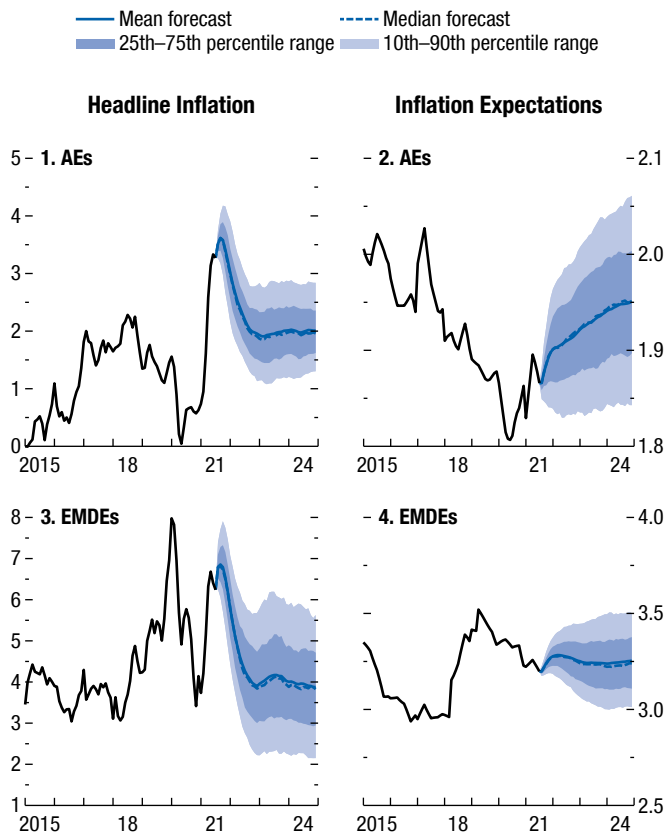 Mean forecast Median forecast
25th–75th percentile range 10th–90th percentile range
Headline Inflation Inflation Expectations
5 1. AEs 2. AEs 2.1
4
3 2.0
2
1.9
1
0 1.8
2015 18 21 24 2015 18 21 24
8 3. EMDEs 4. EMDEs 4.0
7
6 3.5
5
4
3 3.0
2
1 2.5
2015 18 21 24 2015 18 21 24